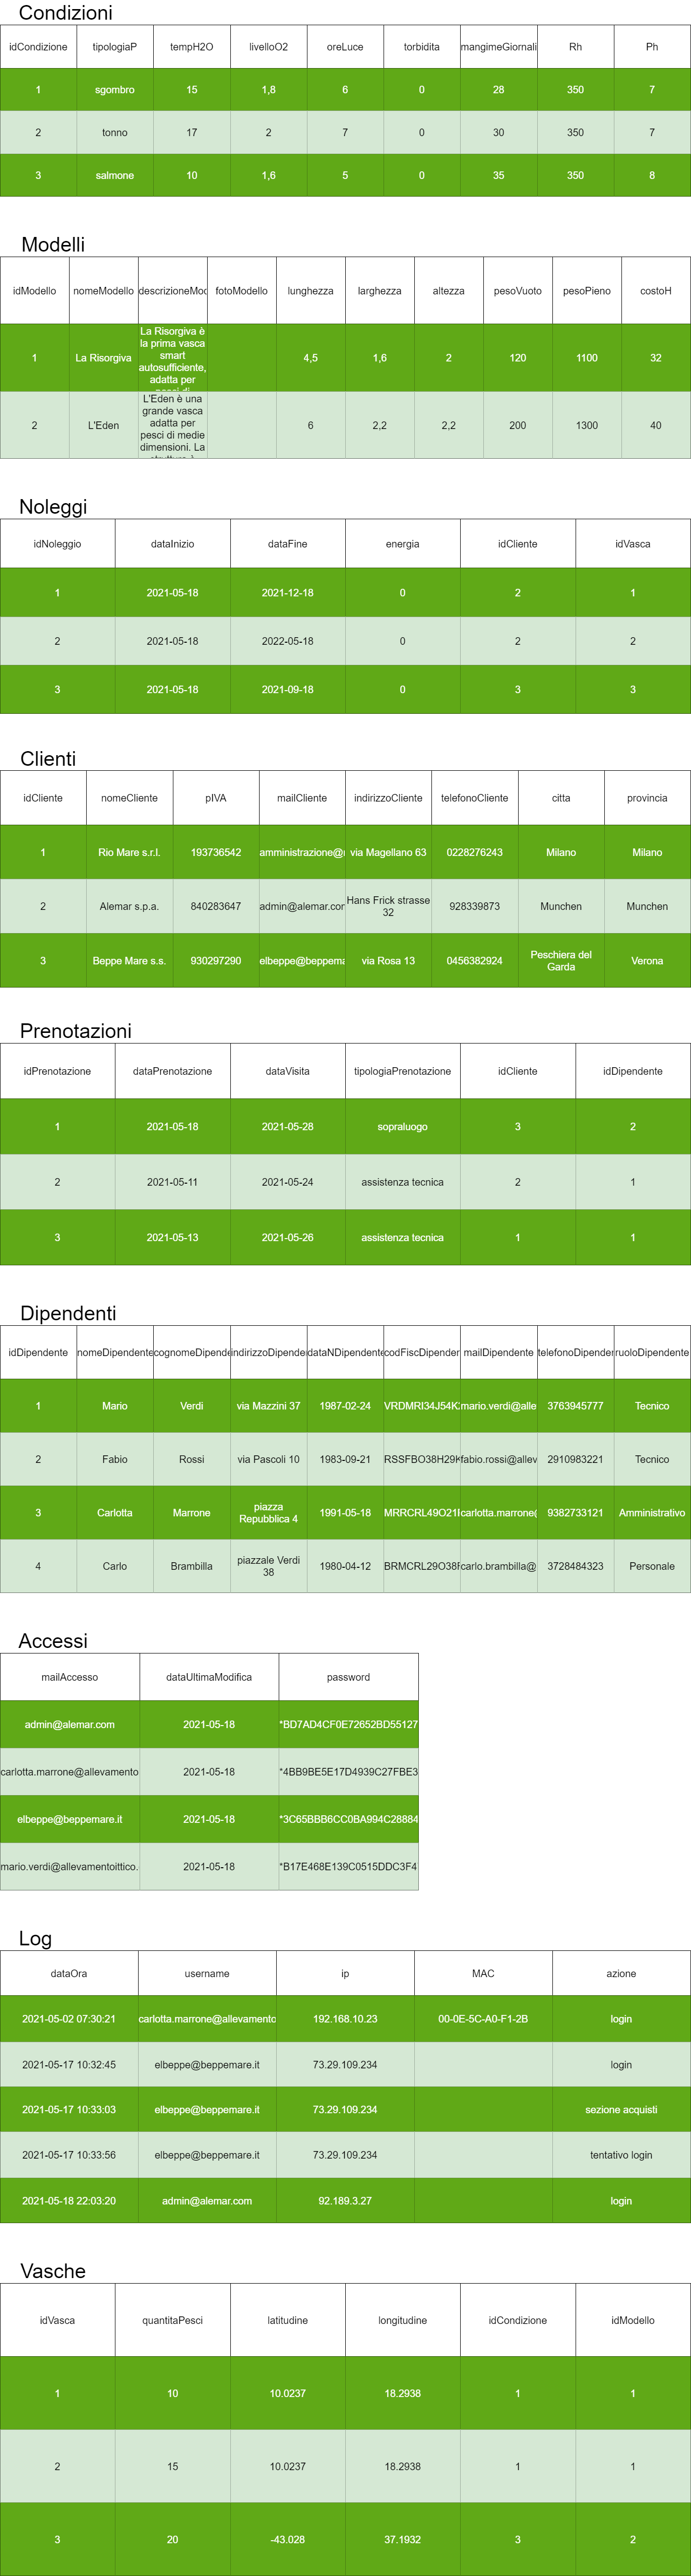 Condizioni
idCondizione tipologiaP tempH2O livelloO2 oreLuce torbidita mangimeGiornali Rh Ph
1 sgombro 15 1,8 6 0 28 350 7
2 tonno 17 2 7 0 30 350 7
3 salmone 10 1,6 5 0 35 350 8
Modelli
idModello nomeModello descrizioneMod fotoModello lunghezza larghezza altezza pesoVuoto pesoPieno costoH
1 La Risorgiva La Risorgiva è la prima vasca smart autosufficiente, adatta per pesci di 4,5 1,6 2 120 1100 32
2 L'Eden L'Eden è una grande vasca adatta per pesci di medie dimensioni. La struttura è 6 2,2 2,2 200 1300 40
Noleggi
idNoleggio dataInizio dataFine energia idCliente idVasca
1 2021-05-18 2021-12-18 0 2 1
2 2021-05-18 2022-05-18 0 2 2
3 2021-05-18 2021-09-18 0 3 3
Clienti
idCliente nomeCliente pIVA mailCliente indirizzoCliente telefonoCliente citta provincia
1 Rio Mare s.r.l. 193736542 amministrazione@r via Magellano 63 0228276243 Milano Milano
2 Alemar s.p.a. 840283647 admin@alemar.com Hans Frick strasse 32 928339873 Munchen Munchen
3 Beppe Mare s.s. 930297290 elbeppe@beppema via Rosa 13 0456382924 Peschiera del Garda Verona
Prenotazioni
idPrenotazione dataPrenotazione dataVisita tipologiaPrenotazione idCliente idDipendente
1 2021-05-18 2021-05-28 sopraluogo 3 2
2 2021-05-11 2021-05-24 assistenza tecnica 2 1
3 2021-05-13 2021-05-26 assistenza tecnica 1 1
Dipendenti
idDipendente nomeDipendente cognomeDipende indirizzoDipende dataNDipendente codFiscDipender mailDipendente telefonoDipender ruoloDipendente
1 Mario Verdi via Mazzini 37 1987-02-24 VRDMRI34J54K mario.verdi@alle 3763945777 Tecnico
2 Fabio Rossi via Pascoli 10 1983-09-21 RSSFBO38H29K fabio.rossi@allev 2910983221 Tecnico
3 Carlotta Marrone piazza Repubblica 4 1991-05-18 MRRCRL49O21 carlotta.marrone@ 9382733121 Amministrativo
4 Carlo Brambilla piazzale Verdi 38 1980-04-12 BRMCRL29O38 carlo.brambilla@ 3728484323 Personale
Accessi
mailAccesso dataUltimaModifica password
admin@alemar.com 2021-05-18 *BD7AD4CF0E72652BD55127
carlotta.marrone@allevamento 2021-05-18 *4BB9BE5E17D4939C27FBE3
elbeppe@beppemare.it 2021-05-18 *3C65BBB6CC0BA994C28884
mario.verdi@allevamentoittico. 2021-05-18 *B17E468E139C0515DDC3F4
Log
dataOra username ip MAC azione
2021-05-02 07:30:21 carlotta.marrone@allevamento 192.168.10.23 00-0E-5C-A0-F1-2B login
2021-05-17 10:32:45 elbeppe@beppemare.it 73.29.109.234 login
2021-05-17 10:33:03 elbeppe@beppemare.it 73.29.109.234 sezione acquisti
2021-05-17 10:33:56 elbeppe@beppemare.it 73.29.109.234 tentativo login
2021-05-18 22:03:20 admin@alemar.com 92.189.3.27 login
Vasche
idVasca quantitaPesci latitudine longitudine idCondizione idModello
1 10 10.0237 18.2938 1 1
2 15 10.0237 18.2938 1 1
3 20 -43.028 37.1932 3 2